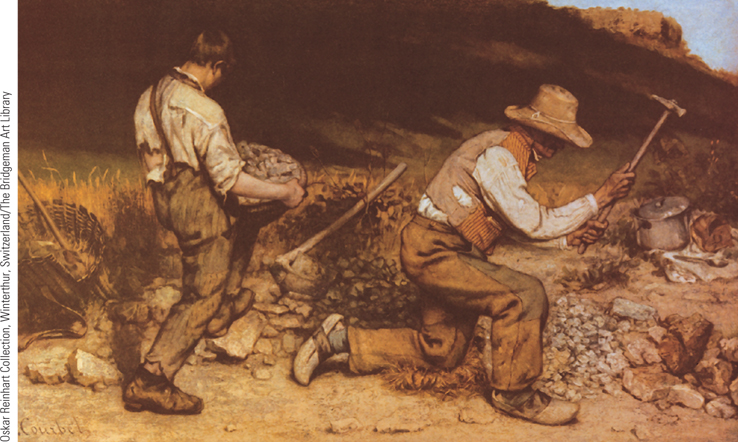 Oskar Reinhart Collection, Winterthur, Switzerland/The Bridgeman Art Library
Courbet.